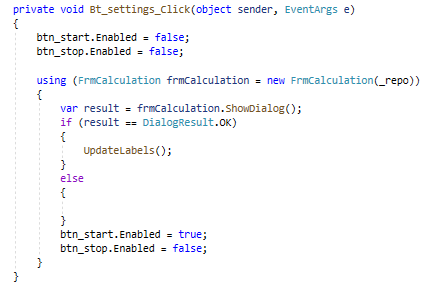 private void Bt_settings_Click(object sender, EventArgs e)
{
    btn_start.Enabled = false;
    btn_stop.Enabled = false;

    using (FrmCalculation frmCalculation = new FrmCalculation(_repo))
    {
        var result = frmCalculation.ShowDialog();
        if (result == DialogResult.OK)
        {
            UpdateLabels();
        }
        else
        {

        }
        btn_start.Enabled = true;
        btn_stop.Enabled = false;
    }
}